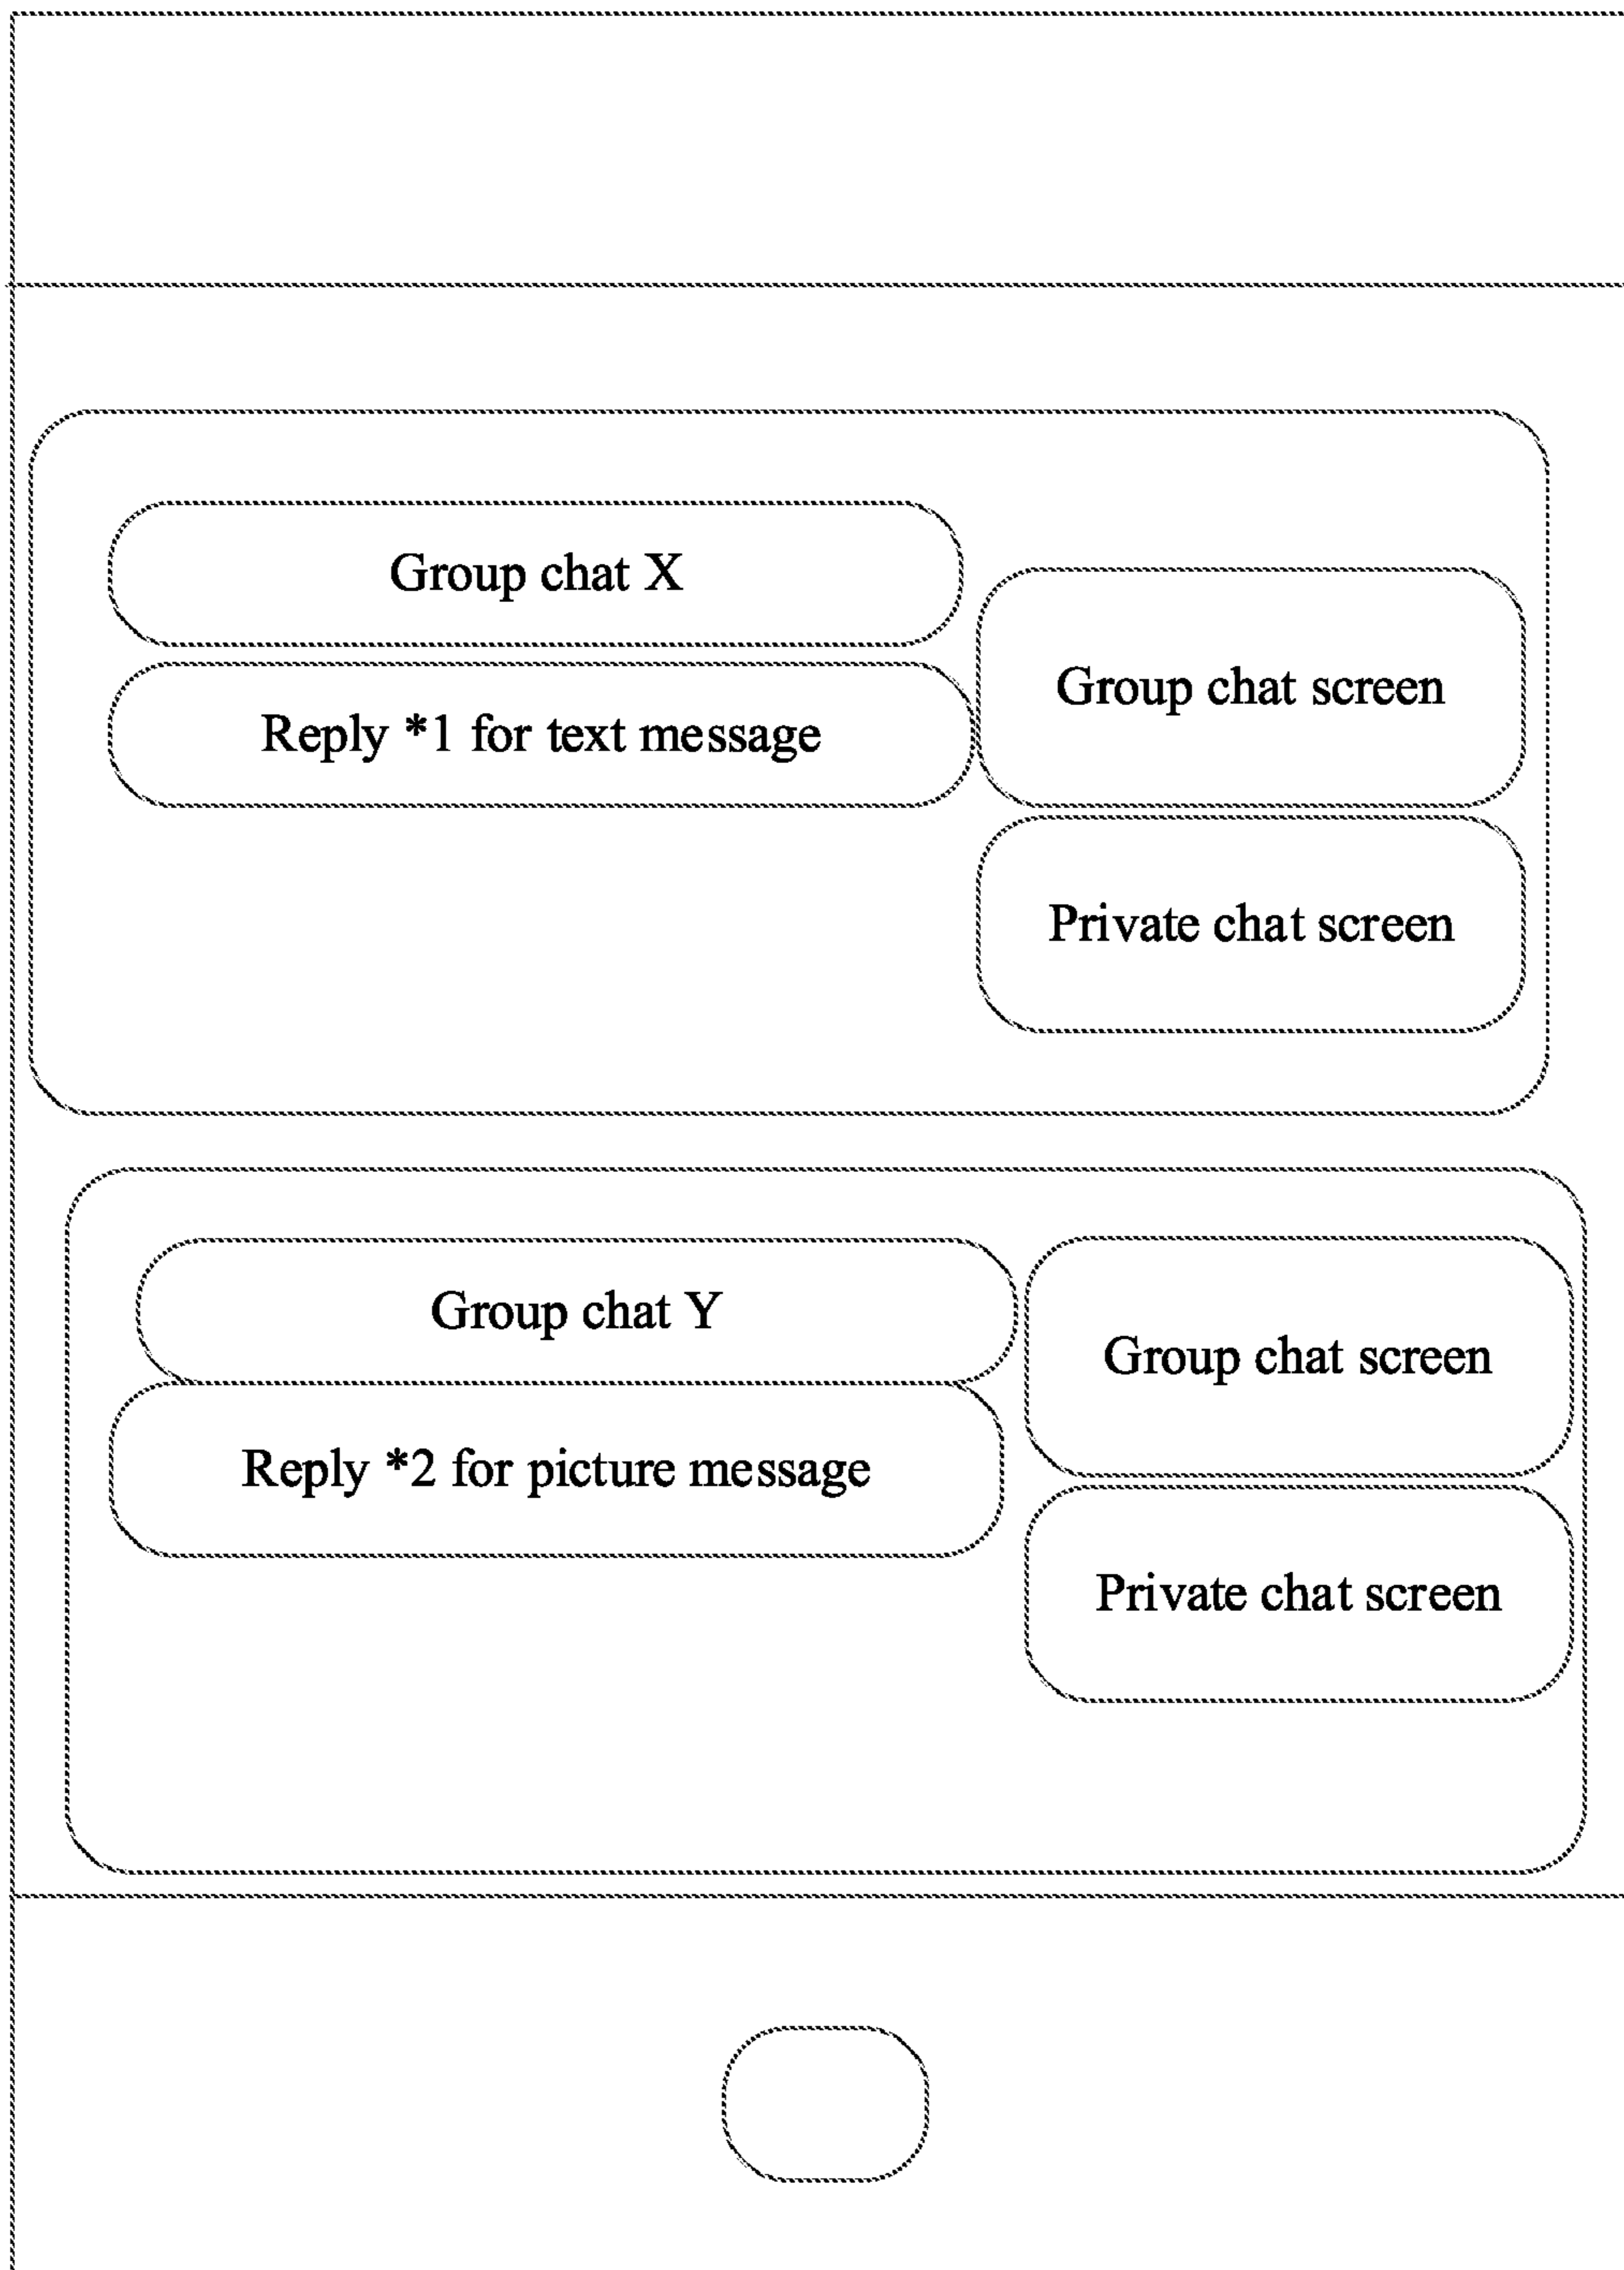 Group chat X
Reply *1 for text message
Group chat screen
Private chat screen
Group chat Y
Reply *2 for picture message
Group chat screen
Private chat screen